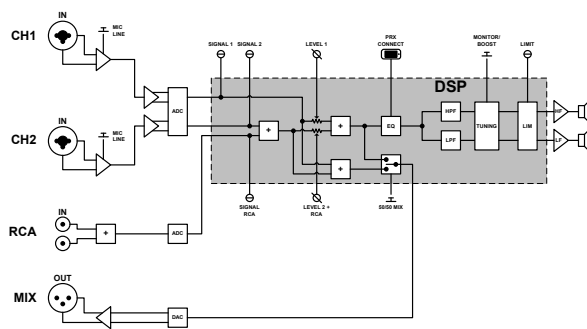 CH1
IN
MIC
LINE
SIGNAL 1
SIGNAL 2
LEVEL 1
PRX
CONNECT
MONITOR/
BOOST
LIMIT
DSP
ADC
CH2
IN
MIC
LINE
+
+
EQ
HPF
LPF
TUNING
LIM
HF
LF
+
SIGNAL
RCA
LEVEL 2 +
RCA
50/50 MIX
RCA
IN
+
ADC
MIX
OUT
DAC